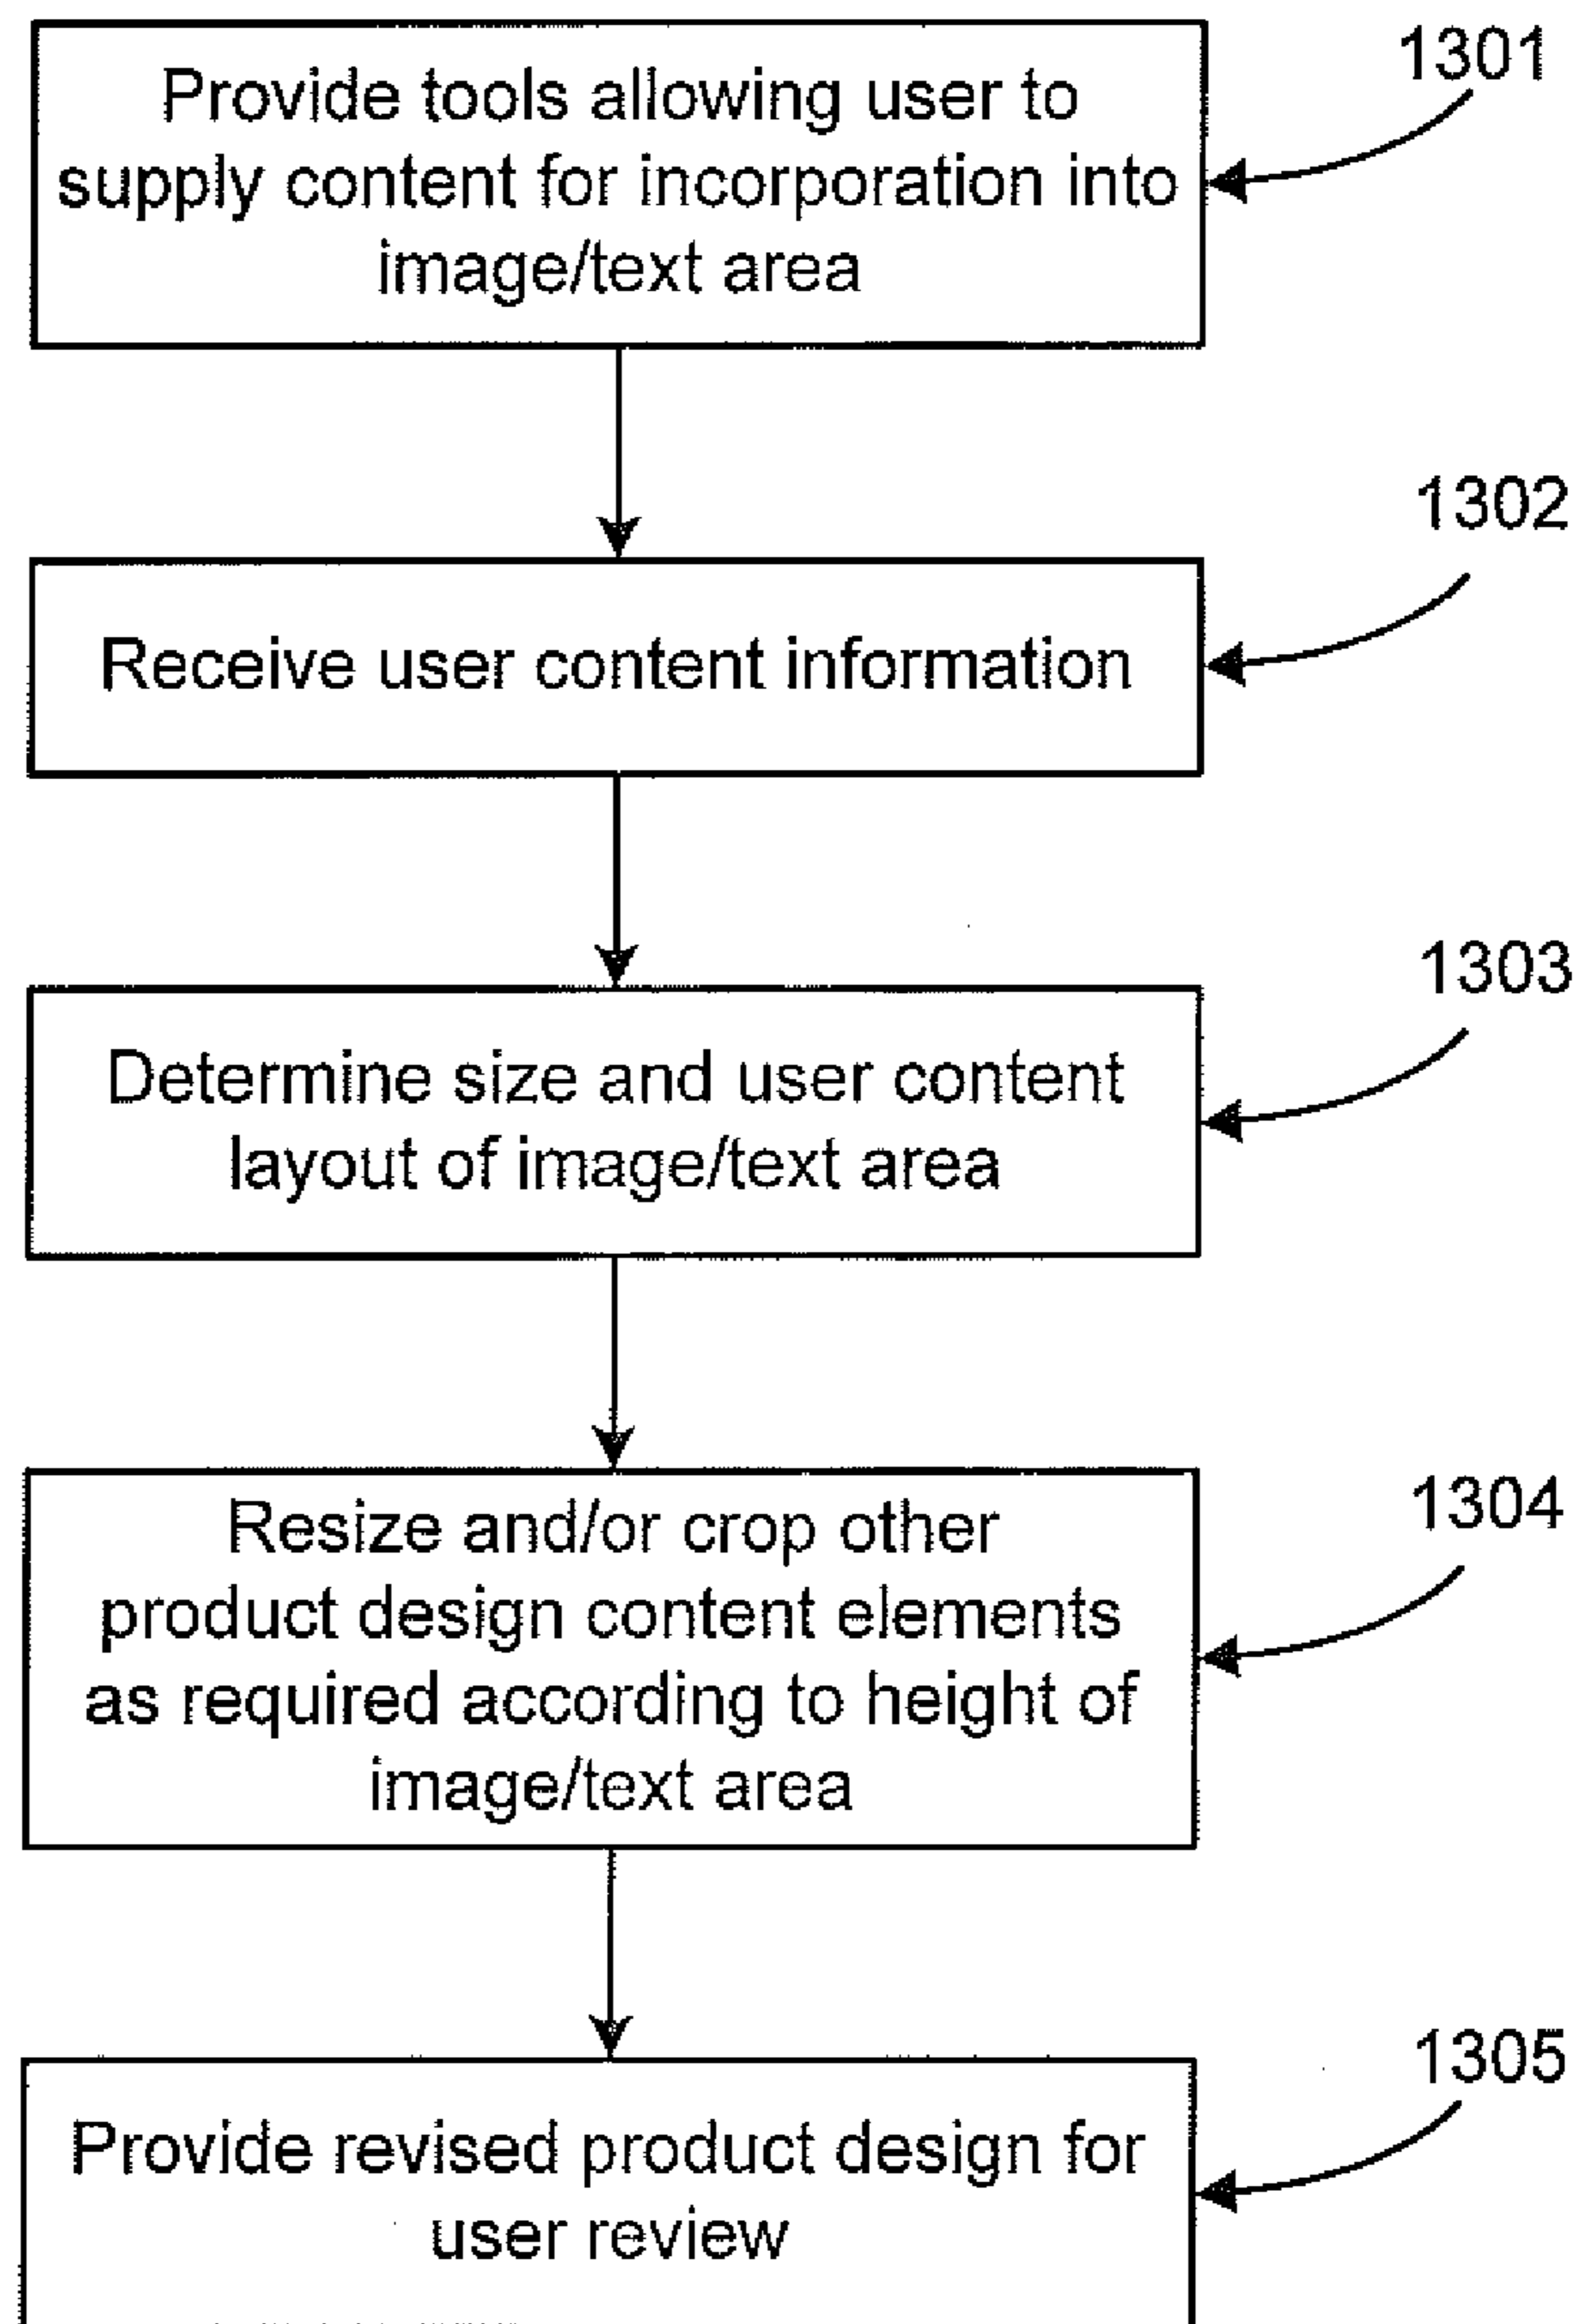 Provide tools allowing user to
supply content for incorporation into
image/text area
1301
Receive user content information
1302
Determine size and user content
layout of image/text area
1303
Resize and/or crop other
product design content elements
as required according to height of
image/text area
1304
Provide revised product design for
user review
1305